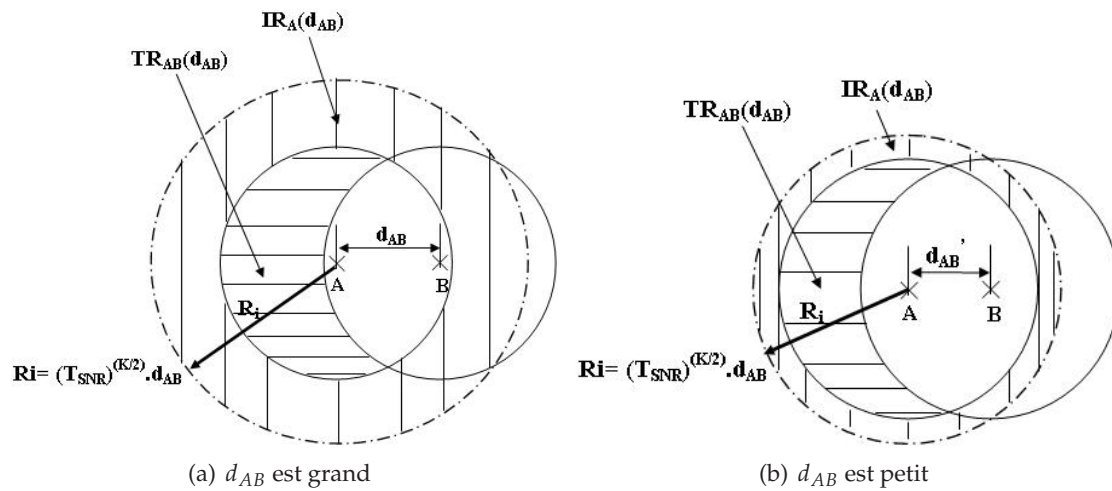 IR_A(d_AB)
TR_AB(d_AB)
d_AB
A
B
R_i
Ri= (T_SNR)^(K/2).d_AB
(a) d_AB est grand
IR_A(d_AB)
TR_AB(d_AB)
d_AB'
A
B
R_i
Ri= (T_SNR)^(K/2).d_AB
(b) d_AB est petit